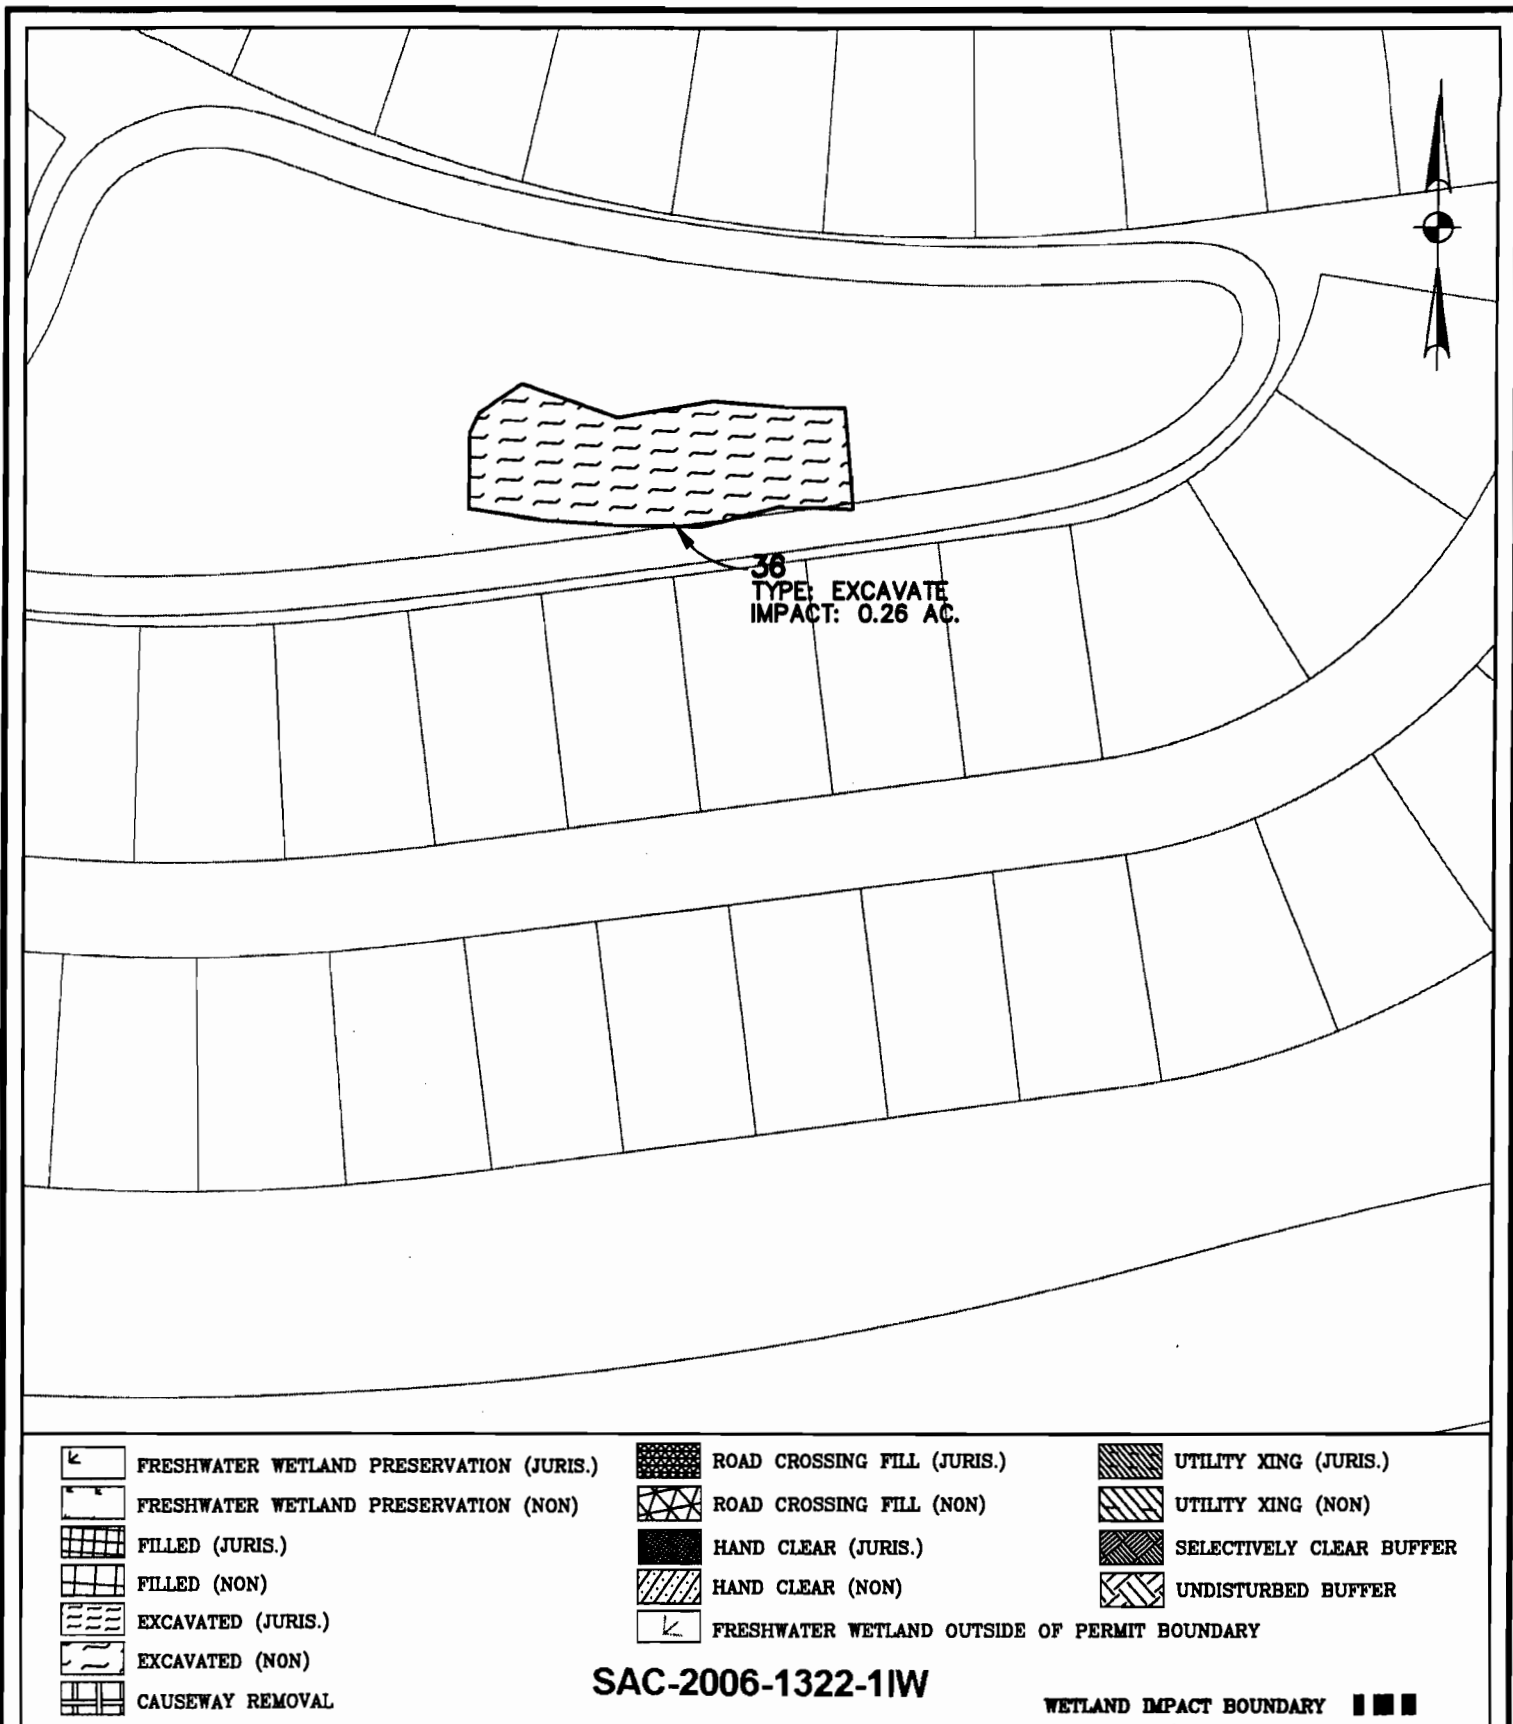 36
TYPE: EXCAVATE
IMPACT: 0.26 AC.
FRESHWATER WETLAND PRESERVATION (JURIS.)
FRESHWATER WETLAND PRESERVATION (NON)
FILLED (JURIS.)
FILLED (NON)
EXCAVATED (JURIS.)
EXCAVATED (NON)
CAUSEWAY REMOVAL
ROAD CROSSING FILL (JURIS.)
ROAD CROSSING FILL (NON)
HAND CLEAR (JURIS.)
HAND CLEAR (NON)
FRESHWATER WETLAND OUTSIDE OF PERMIT BOUNDARY
UTILITY XING (JURIS.)
UTILITY XING (NON)
SELECTIVELY CLEAR BUFFER
UNDISTURBED BUFFER
SAC-2006-1322-1IW
WETLAND IMPACT BOUNDARY